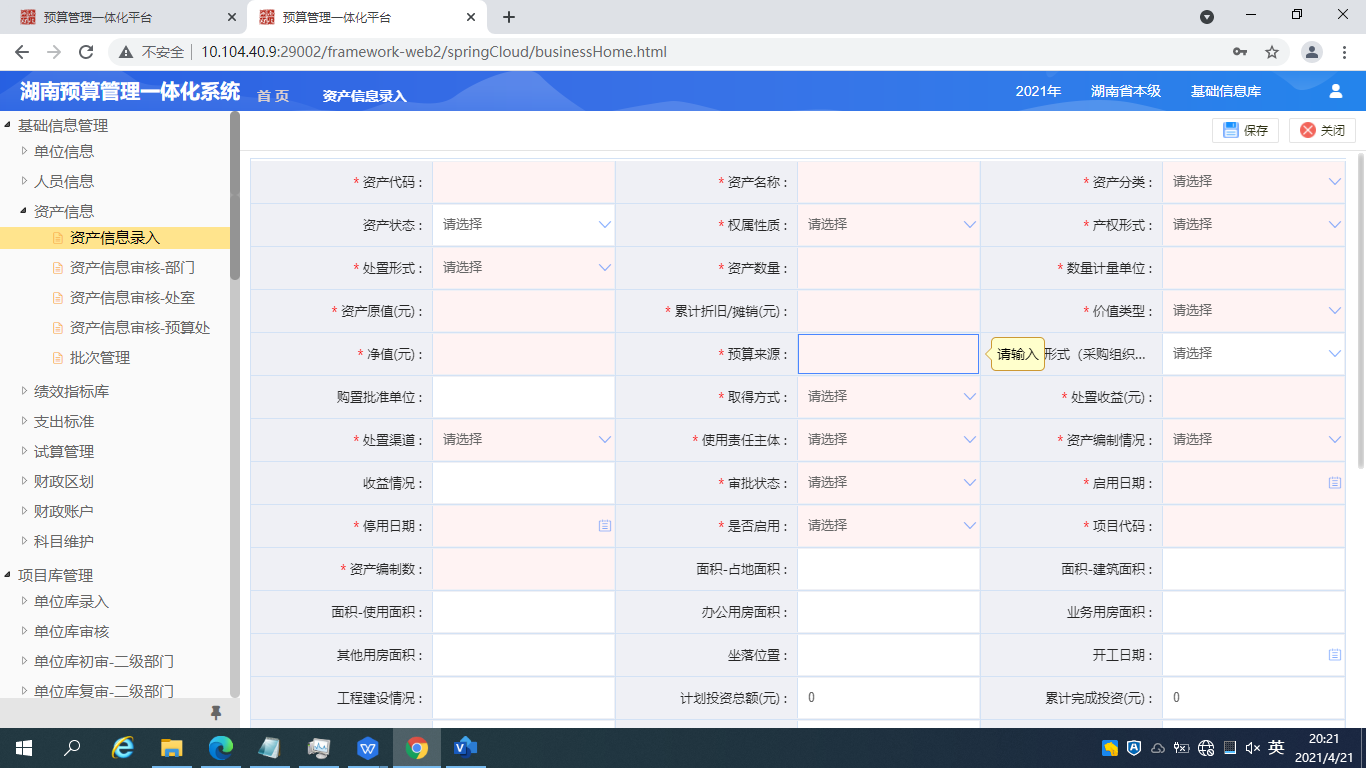 预算管理一体化平台
预算管理一体化平台
不安全 10.104.40.9:29002/framework-web2/springCloud/businessHome.html
湖南预算管理一体化系统 首 页 资产信息录入 2021年 湖南省本级 基础信息库
保存 关闭
基础信息管理
单位信息
人员信息
资产信息
资产信息录入
资产信息审核-部门
资产信息审核-处室
资产信息审核-预算处
批次管理
绩效指标库
支出标准
试算管理
财政区划
财政账户
科目维护
项目库管理
单位库录入
单位库审核
单位库初审-二级部门
单位库复审-二级部门
* 资产代码： * 资产名称： * 资产分类： 请选择
资产状态： 请选择 * 权属性质： 请选择 * 产权形式： 请选择
* 处置形式： 请选择 * 资产数量： * 数量计量单位：
* 资产原值(元)： * 累计折旧/摊销(元)： * 价值类型： 请选择
* 净值(元)： * 预算来源： 请输入 形式（采购组织... 请选择
购置批准单位： * 取得方式： 请选择 * 处置收益(元)：
* 处置渠道： 请选择 * 使用责任主体： 请选择 * 资产编制情况： 请选择
收益情况： * 审批状态： 请选择 * 启用日期：
* 停用日期： * 是否启用： 请选择 * 项目代码：
* 资产编制数： 面积-占地面积： 面积-建筑面积：
面积-使用面积： 办公用房面积： 业务用房面积：
其他用房面积： 坐落位置： 开工日期：
工程建设情况： 计划投资总额(元)： 0 累计完成投资(元)： 0
英
20:21
2021/4/21